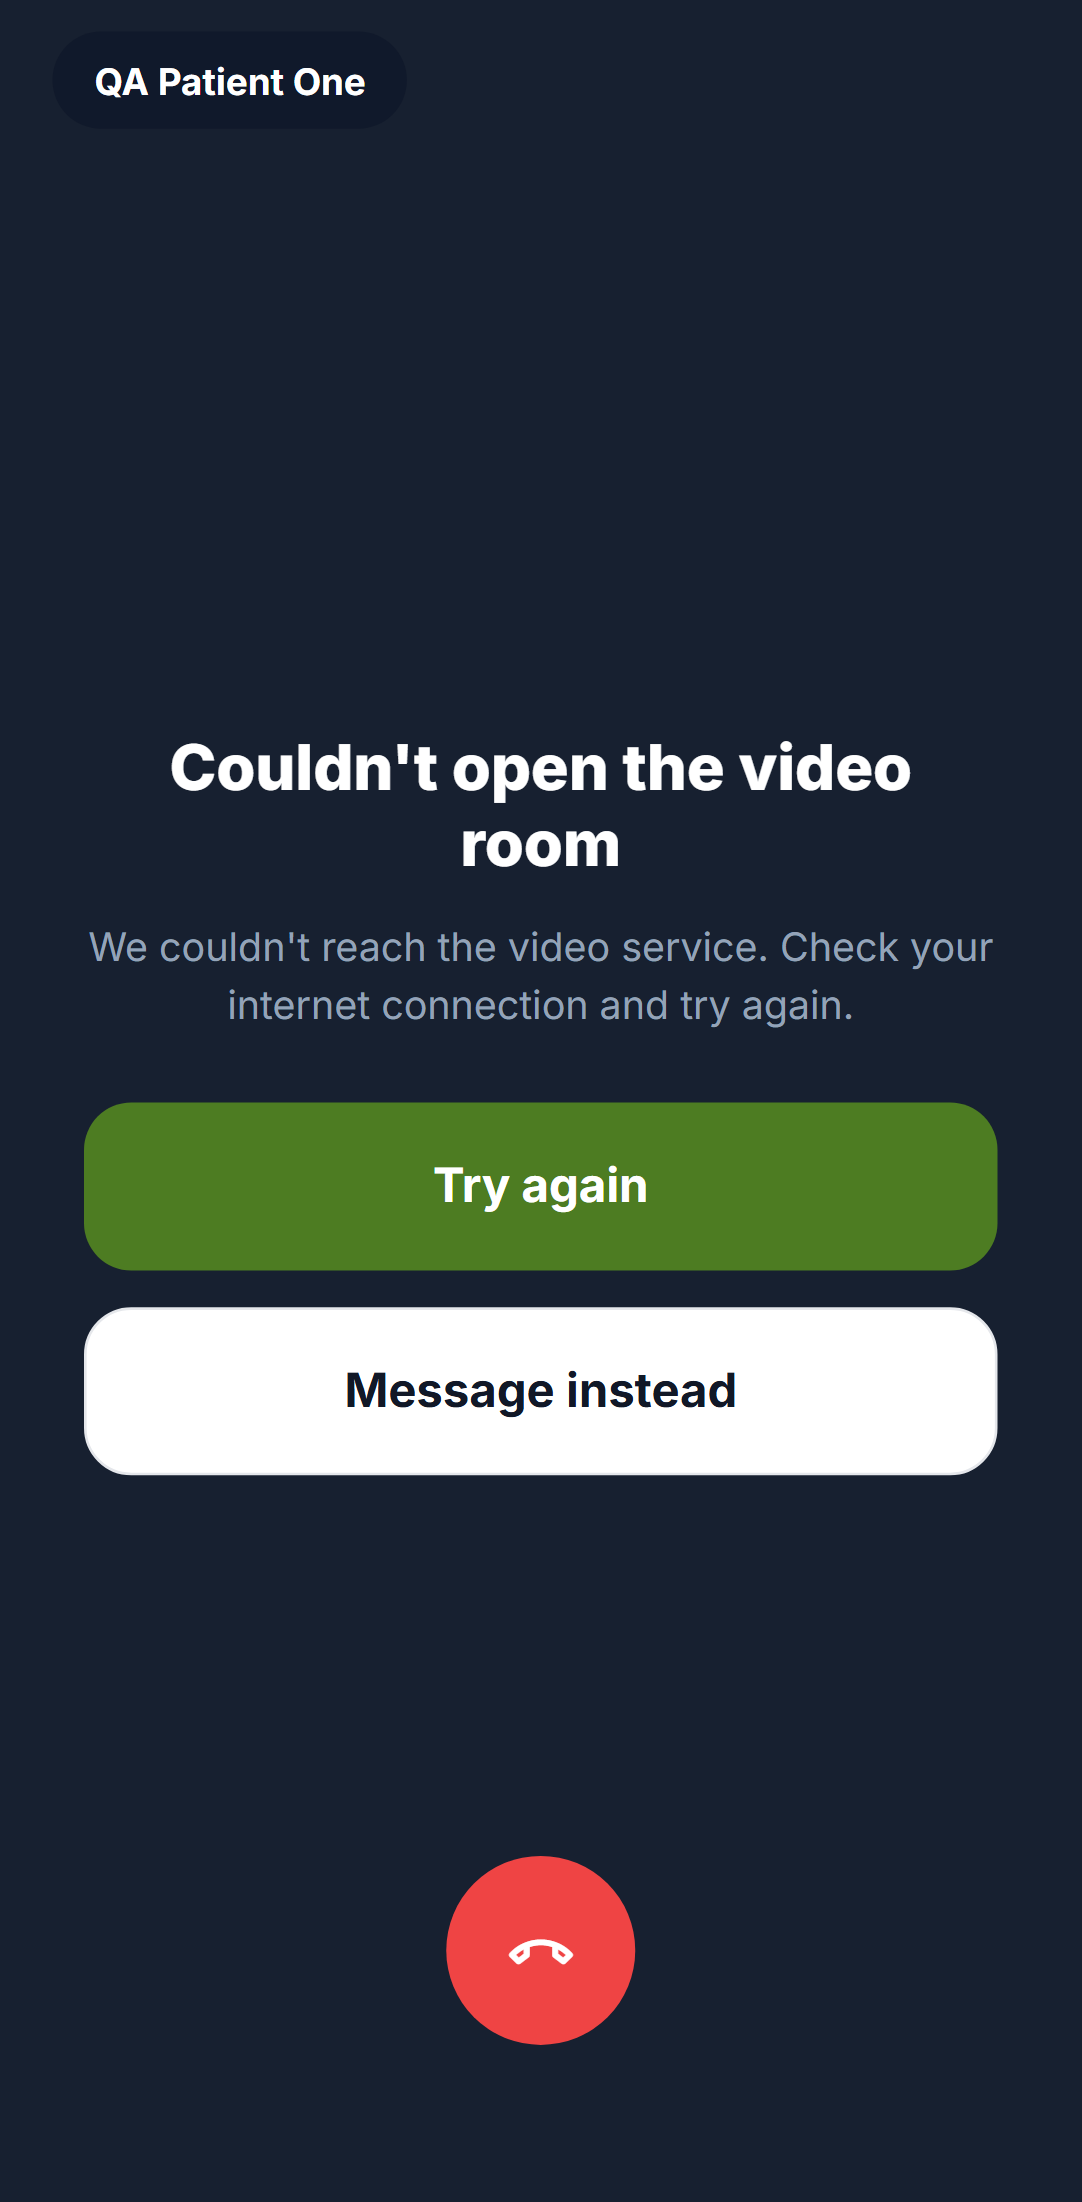 QA Patient One
Couldn't open the video
room
We couldn't reach the video service. Check your
internet connection and try again.
Try again
Message instead